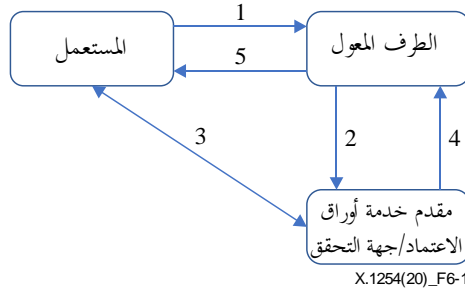 1
المستعمل
الطرف المعول
5
3
2
4
مقدم خدمة أوراق
الاعتماد/جهة التحقق
X.1254(20)_F6-1